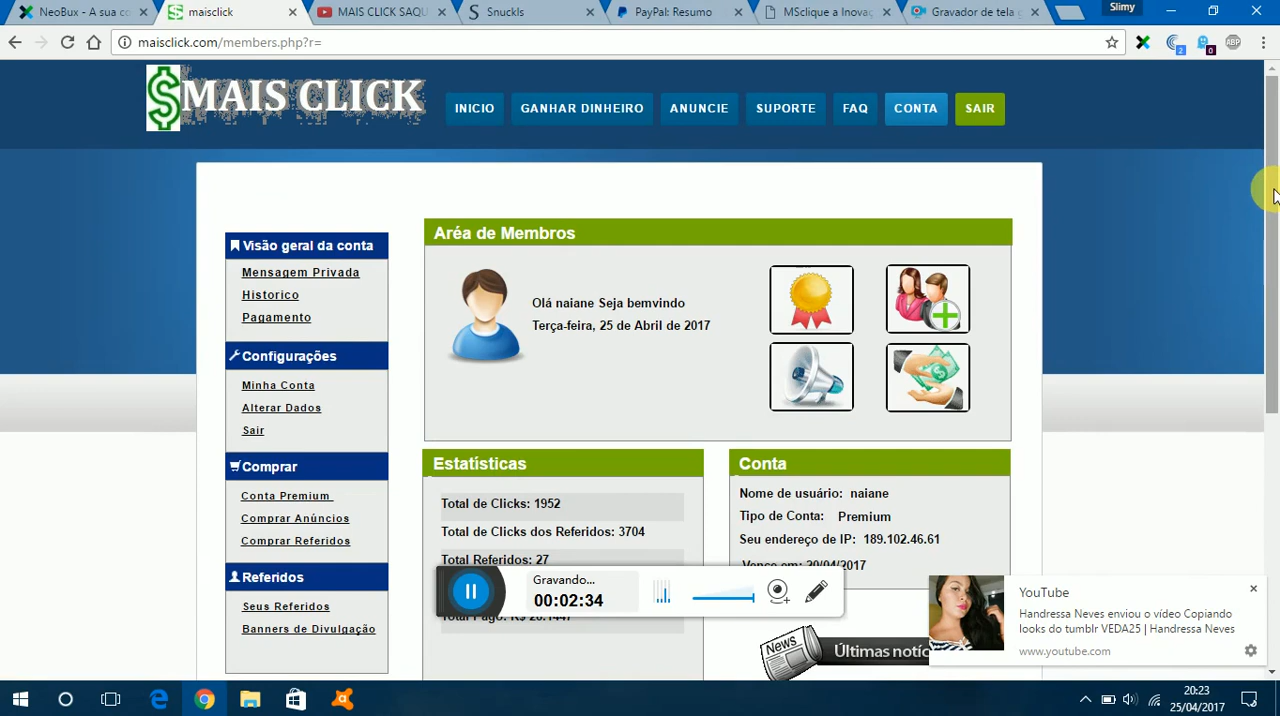 NeoBux - A sua co
maisclick
MAIS CLICK SAQU
Snuckls
PayPal: Resumo
MSclique a Inovaç
Gravador de tela g
Slimy
maisclick.com/members.php?r=
2
0
ABP
$MAIS CLICK
INICIO
GANHAR DINHEIRO
ANUNCIE
SUPORTE
FAQ
CONTA
SAIR
Visão geral da conta
Mensagem Privada
Historico
Pagamento
Configurações
Minha Conta
Alterar Dados
Sair
Comprar
Conta Premium
Comprar Anúncios
Comprar Referidos
Referidos
Seus Referidos
Banners de Divulgação
Aréa de Membros
Olá naiane Seja bemvindo
Terça-feira, 25 de Abril de 2017
Estatísticas
Total de Clicks: 1952
Total de Clicks dos Referidos: 3704
Total Referidos: 27
Conta
Nome de usuário: naiane
Tipo de Conta: Premium
Seu endereço de IP: 189.102.46.61
Vence em: 20/04/2017
Gravando...
00:02:34
News
Últimas notíc
YouTube
Handressa Neves enviou o vídeo Copiando
looks do tumblr VEDA25 | Handressa Neves
www.youtube.com
20:23
25/04/2017